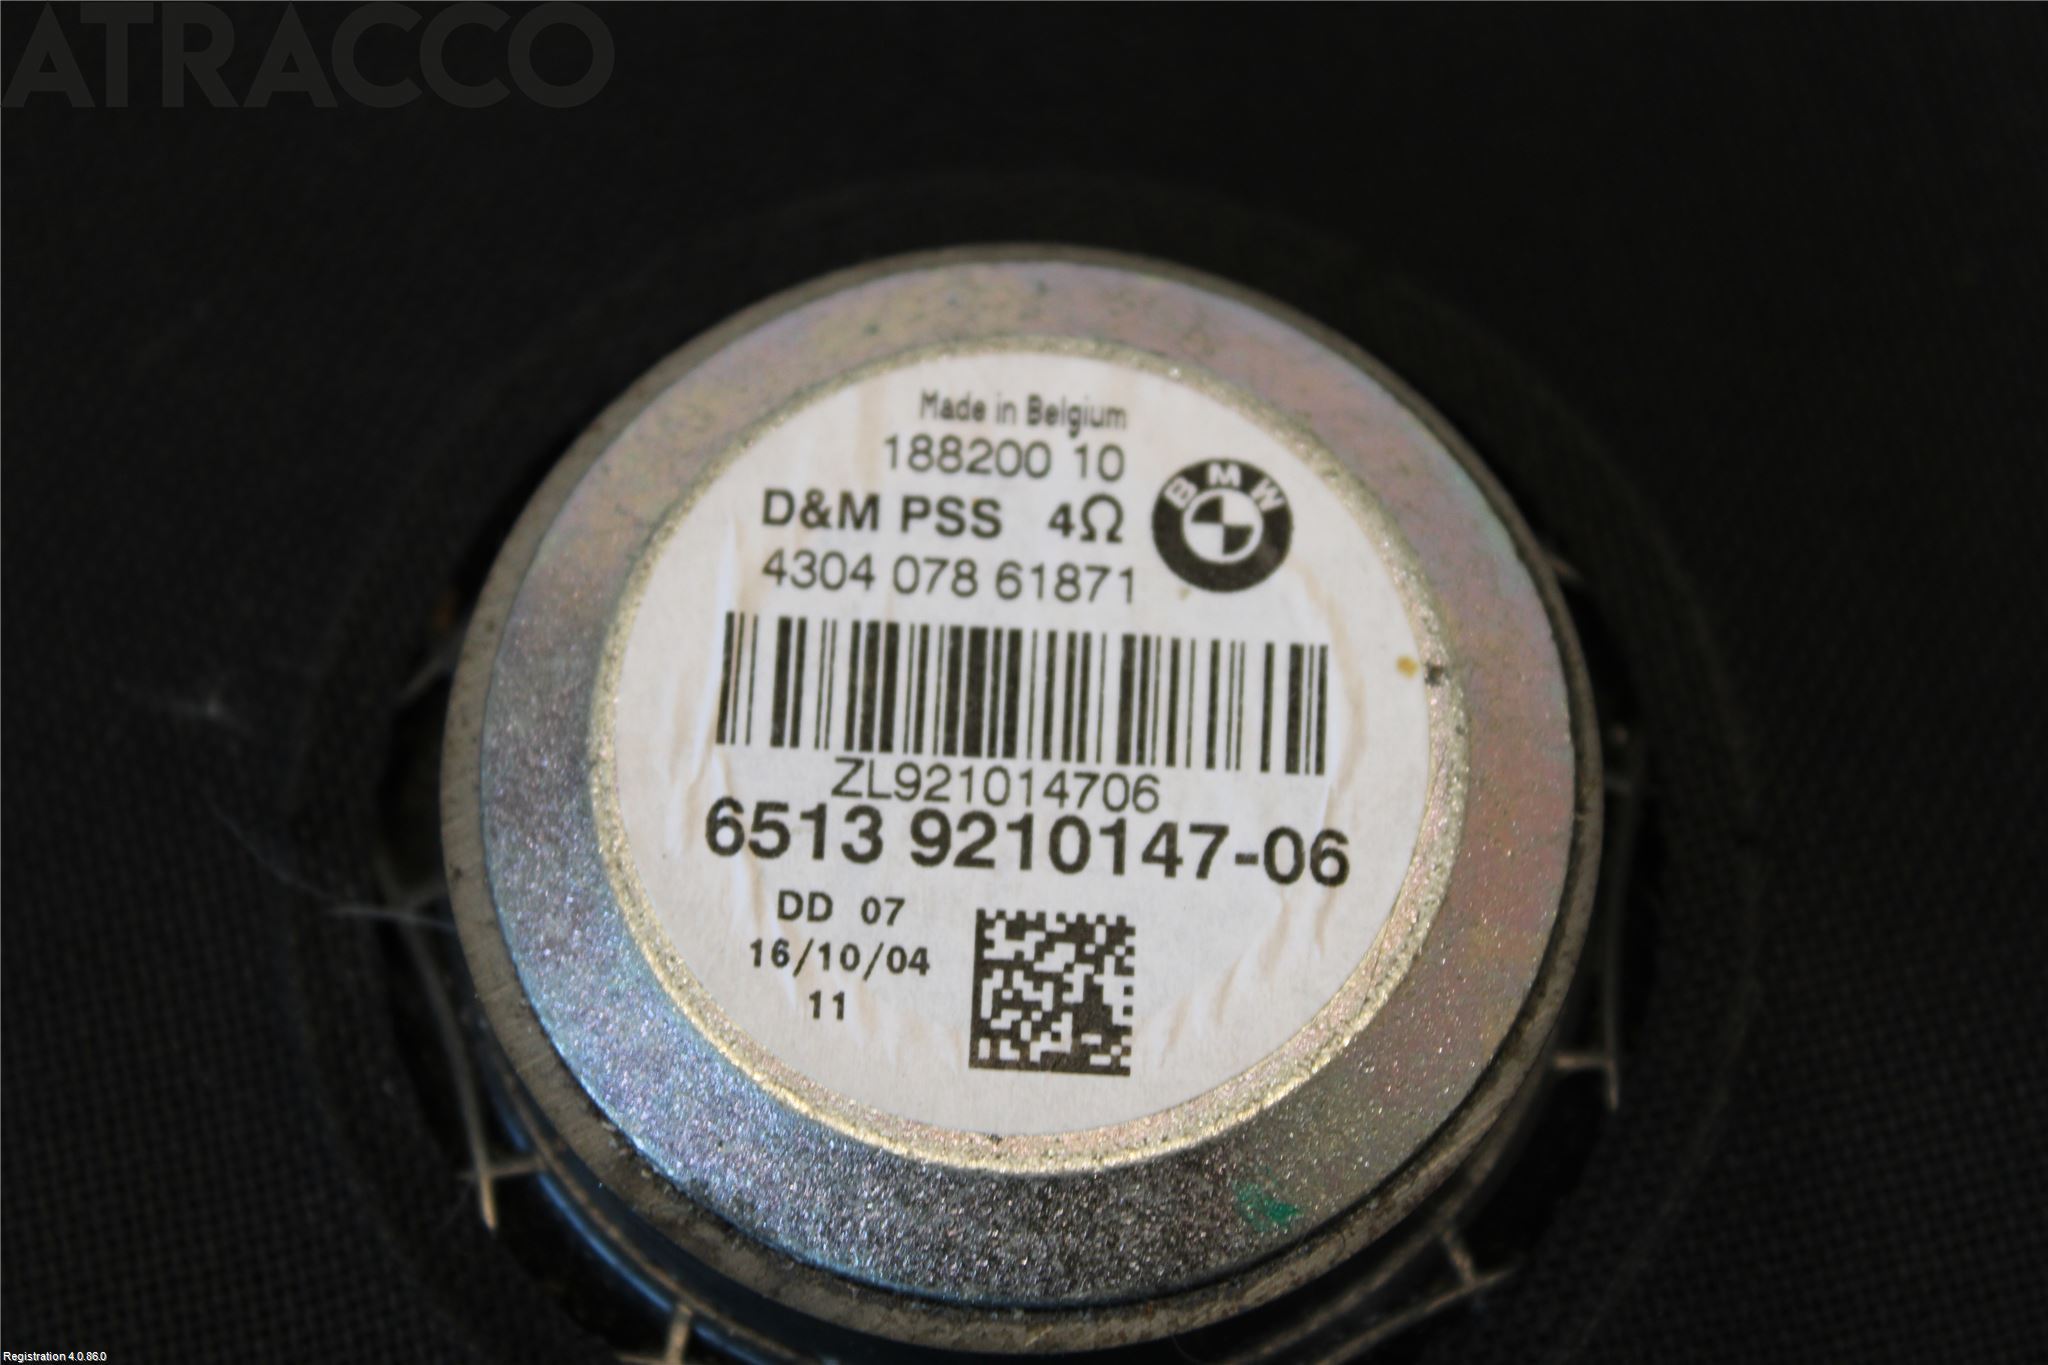 ATRACCO
Made in Belgium
188200 10
D&M PSS 4Ω
BMW
4304 078 61871
ZL921014706
6513 9210147-06
DD 07
16/10/04
11
Registration 4.0.86.0